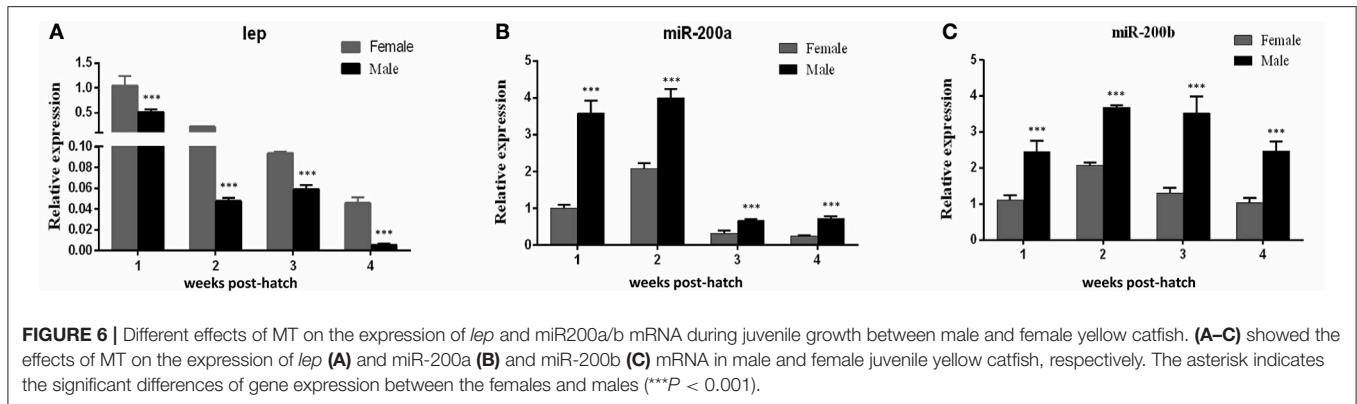 A
lep
Female
Male
Relative expression
1.5
1.0
0.5
0.10
0.08
0.06
0.04
0.02
0.00
***
***
***
***
1 2 3 4
weeks post-hatch
B
miR-200a
Female
Male
Relative expression
5
4
3
2
1
0
***
***
***
***
1 2 3 4
weeks post-hatch
C
miR-200b
Female
Male
Relative expression
5
4
3
2
1
0
***
***
***
***
1 2 3 4
weeks post-hatch
FIGURE 6 | Different effects of MT on the expression of lep and miR200a/b mRNA during juvenile growth between male and female yellow catfish. (A–C) showed the
effects of MT on the expression of lep (A) and miR-200a (B) and miR-200b (C) mRNA in male and female juvenile yellow catfish, respectively. The asterisk indicates
the significant differences of gene expression between the females and males (***P < 0.001).